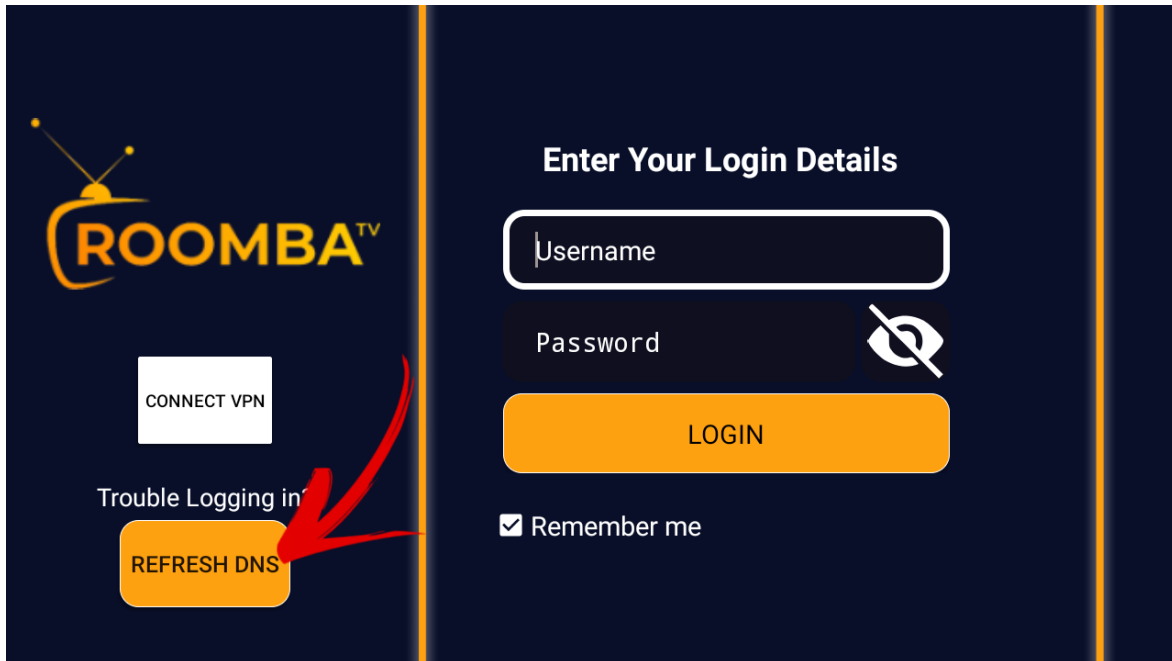 ROOMBA TV
CONNECT VPN
Trouble Logging in?
REFRESH DNS
Enter Your Login Details
Username
Password
LOGIN
Remember me